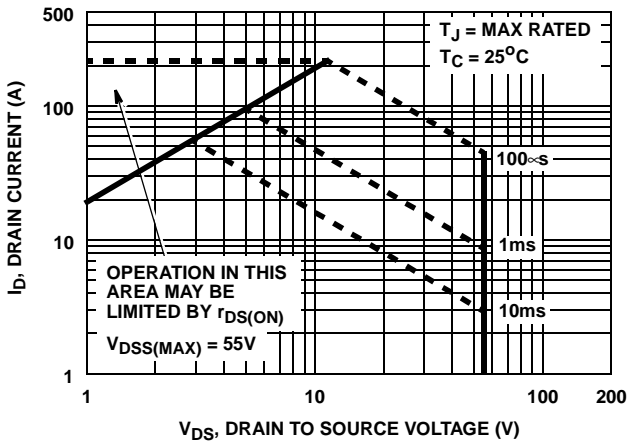 500
100
10
1
I_D, DRAIN CURRENT (A)
T_J = MAX RATED
T_C = 25°C
100∝s
1ms
10ms
OPERATION IN THIS
AREA MAY BE
LIMITED BY r_DS(ON)
V_DSS(MAX) = 55V
1
10
100
200
V_DS, DRAIN TO SOURCE VOLTAGE (V)